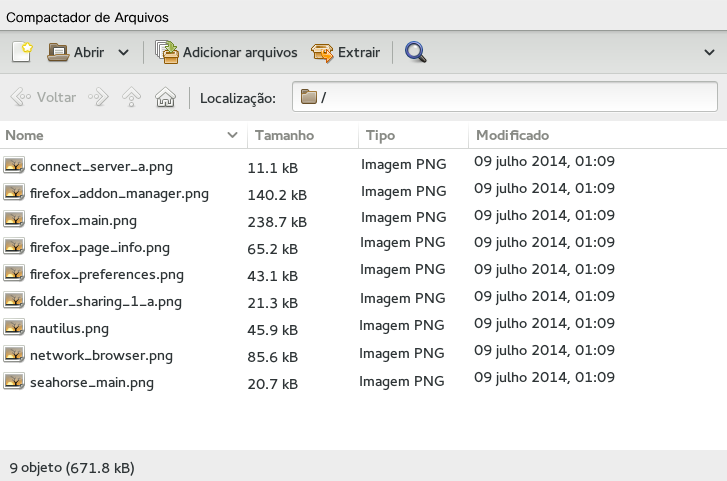 Compactador de Arquivos
Abrir Adicionar arquivos Extrair
Voltar Localização: /
Nome Tamanho Tipo Modificado
connect_server_a.png 11.1 kB Imagem PNG 09 julho 2014, 01:09
firefox_addon_manager.png 140.2 kB Imagem PNG 09 julho 2014, 01:09
firefox_main.png 238.7 kB Imagem PNG 09 julho 2014, 01:09
firefox_page_info.png 65.2 kB Imagem PNG 09 julho 2014, 01:09
firefox_preferences.png 43.1 kB Imagem PNG 09 julho 2014, 01:09
folder_sharing_1_a.png 21.3 kB Imagem PNG 09 julho 2014, 01:09
nautilus.png 45.9 kB Imagem PNG 09 julho 2014, 01:09
network_browser.png 85.6 kB Imagem PNG 09 julho 2014, 01:09
seahorse_main.png 20.7 kB Imagem PNG 09 julho 2014, 01:09
9 objeto (671.8 kB)